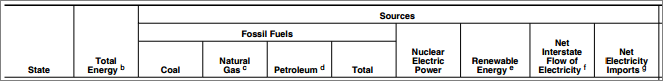 Sources
Fossil Fuels
State
Total Energy b
Coal
Natural Gas c
Petroleum d
Total
Nuclear Electric Power
Renewable Energy e
Net Interstate Flow of Electricity f
Net Electricity Imports g